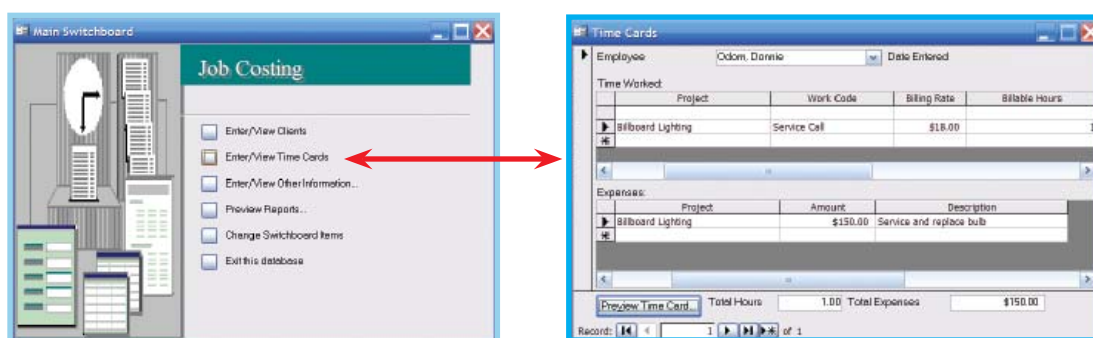 Main Switchboard
Job Costing
Enter/View Clients
Enter/View Time Cards
Enter/View Other Information...
Preview Reports...
Change Switchboard Items
Exit this database
Time Cards
Employee Odom, Donnie Date Entered
Time Worked:
Project Work Code Billing Rate Billable Hours
Billboard Lighting Service Call $18.00 1
Expenses:
Project Amount Description
Billboard Lighting $150.00 Service and replace bulb
Preview Time Card... Total Hours 1.00 Total Expenses $150.00
Record: 1 of 1